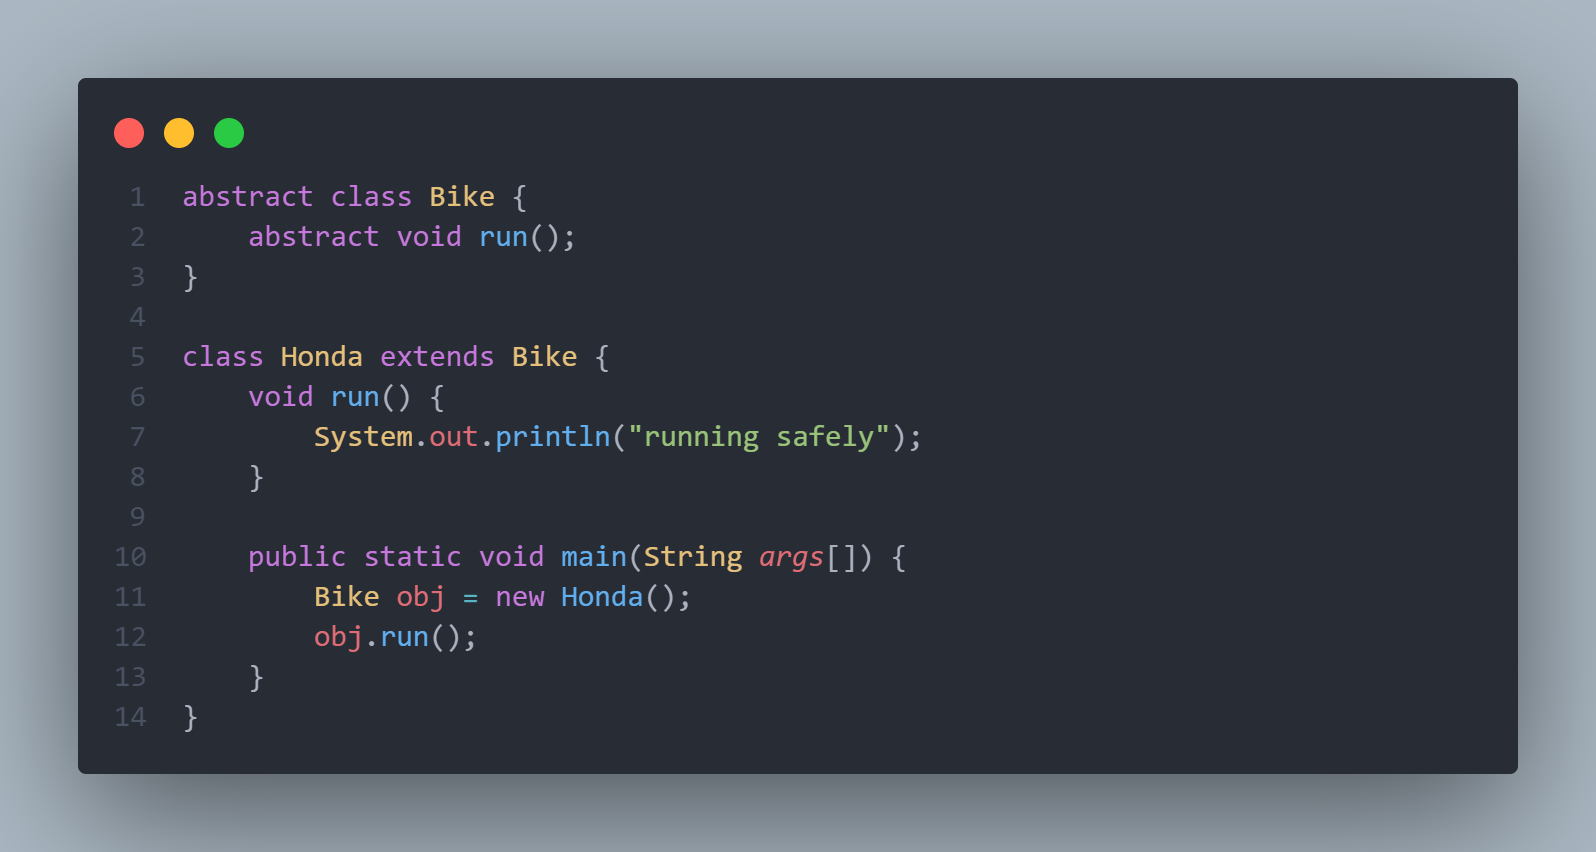 1 abstract class Bike {
2     abstract void run();
3 }
4
5 class Honda extends Bike {
6     void run() {
7         System.out.println("running safely");
8     }
9
10     public static void main(String args[]) {
11         Bike obj = new Honda();
12         obj.run();
13     }
14 }